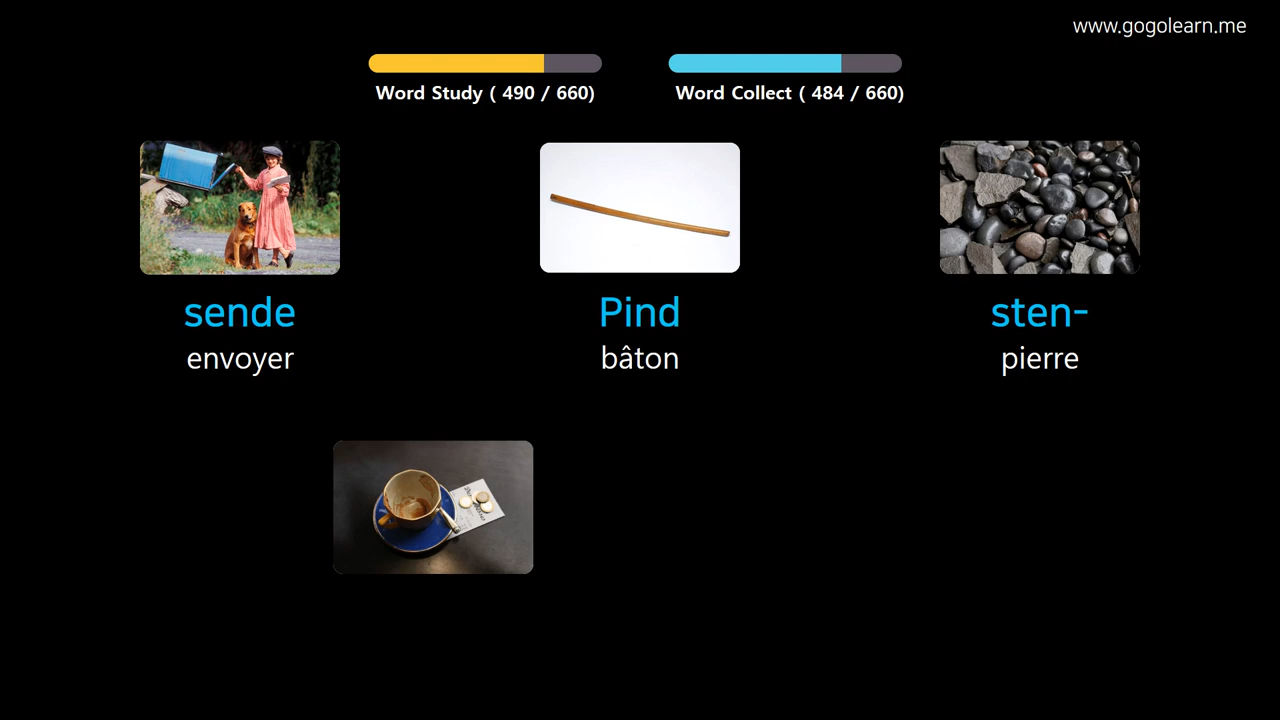 www.gogolearn.me
Word Study ( 490 / 660)
Word Collect ( 484 / 660)
sende
Pind
sten-
envoyer
bâton
pierre